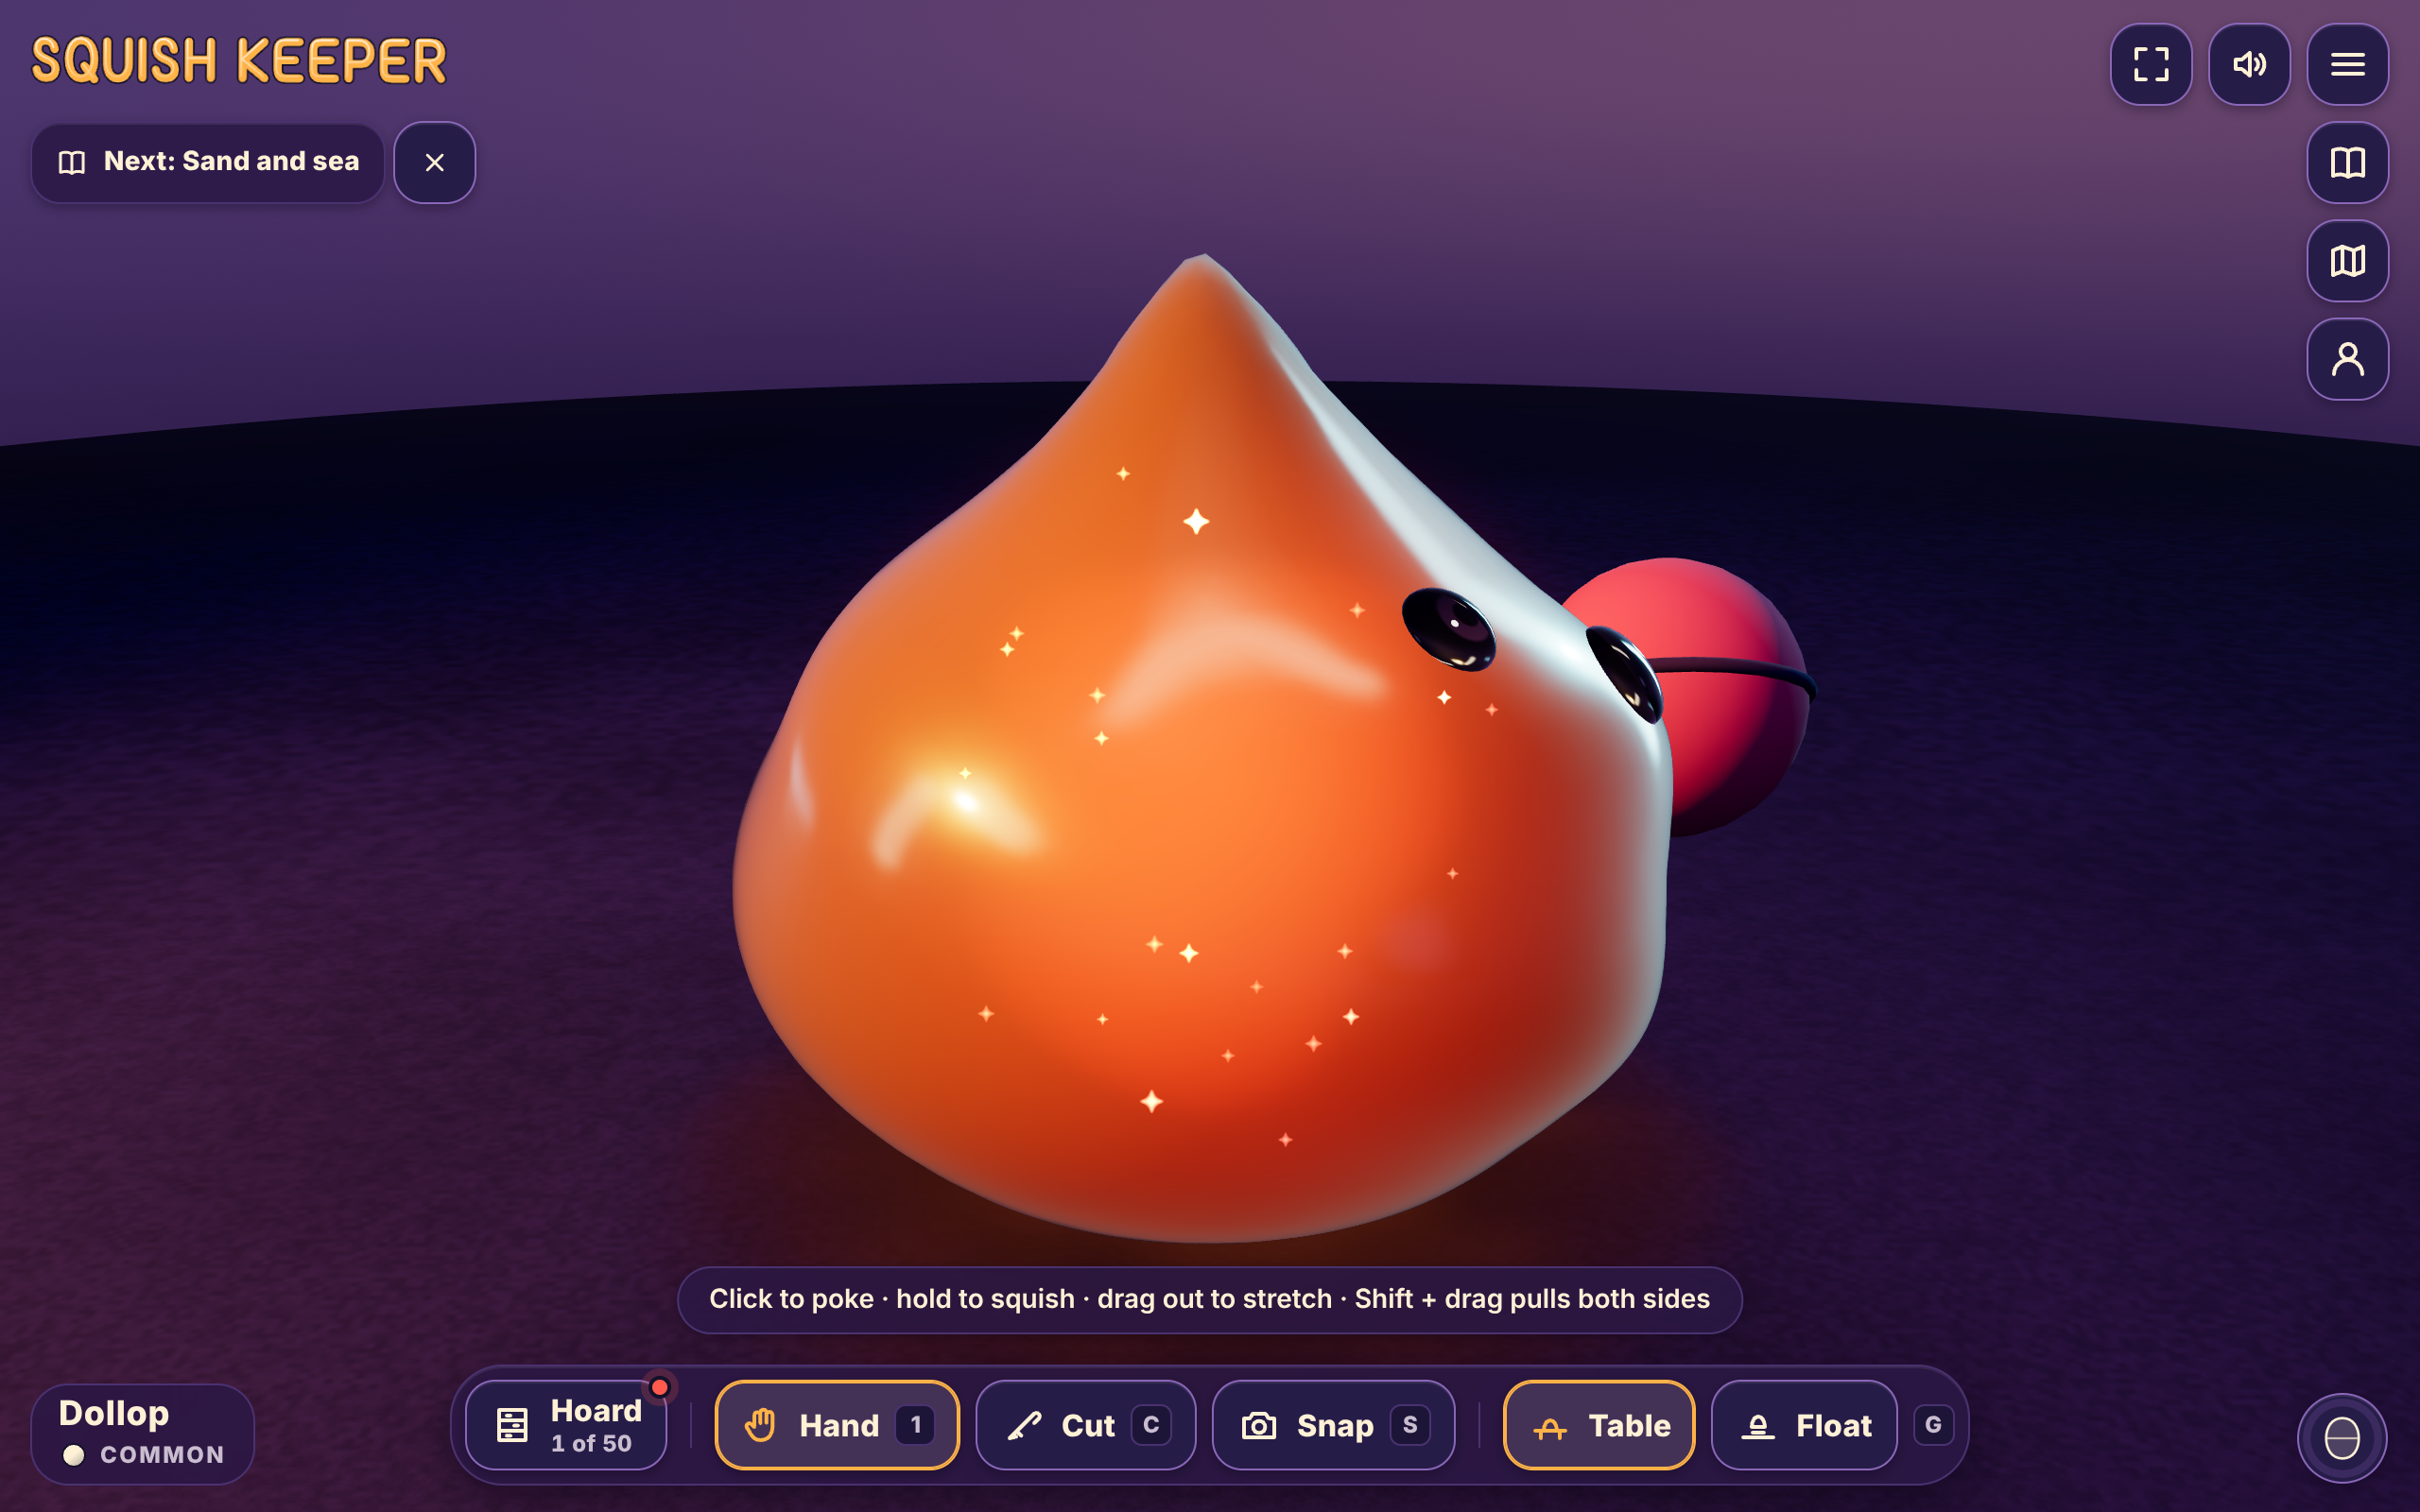 SQUISH KEEPER
Next: Sand and sea
Click to poke · hold to squish · drag out to stretch · Shift + drag pulls both sides
Dollop
COMMON
Hoard
1 of 50
Hand 1
Cut C
Snap S
Table
Float G